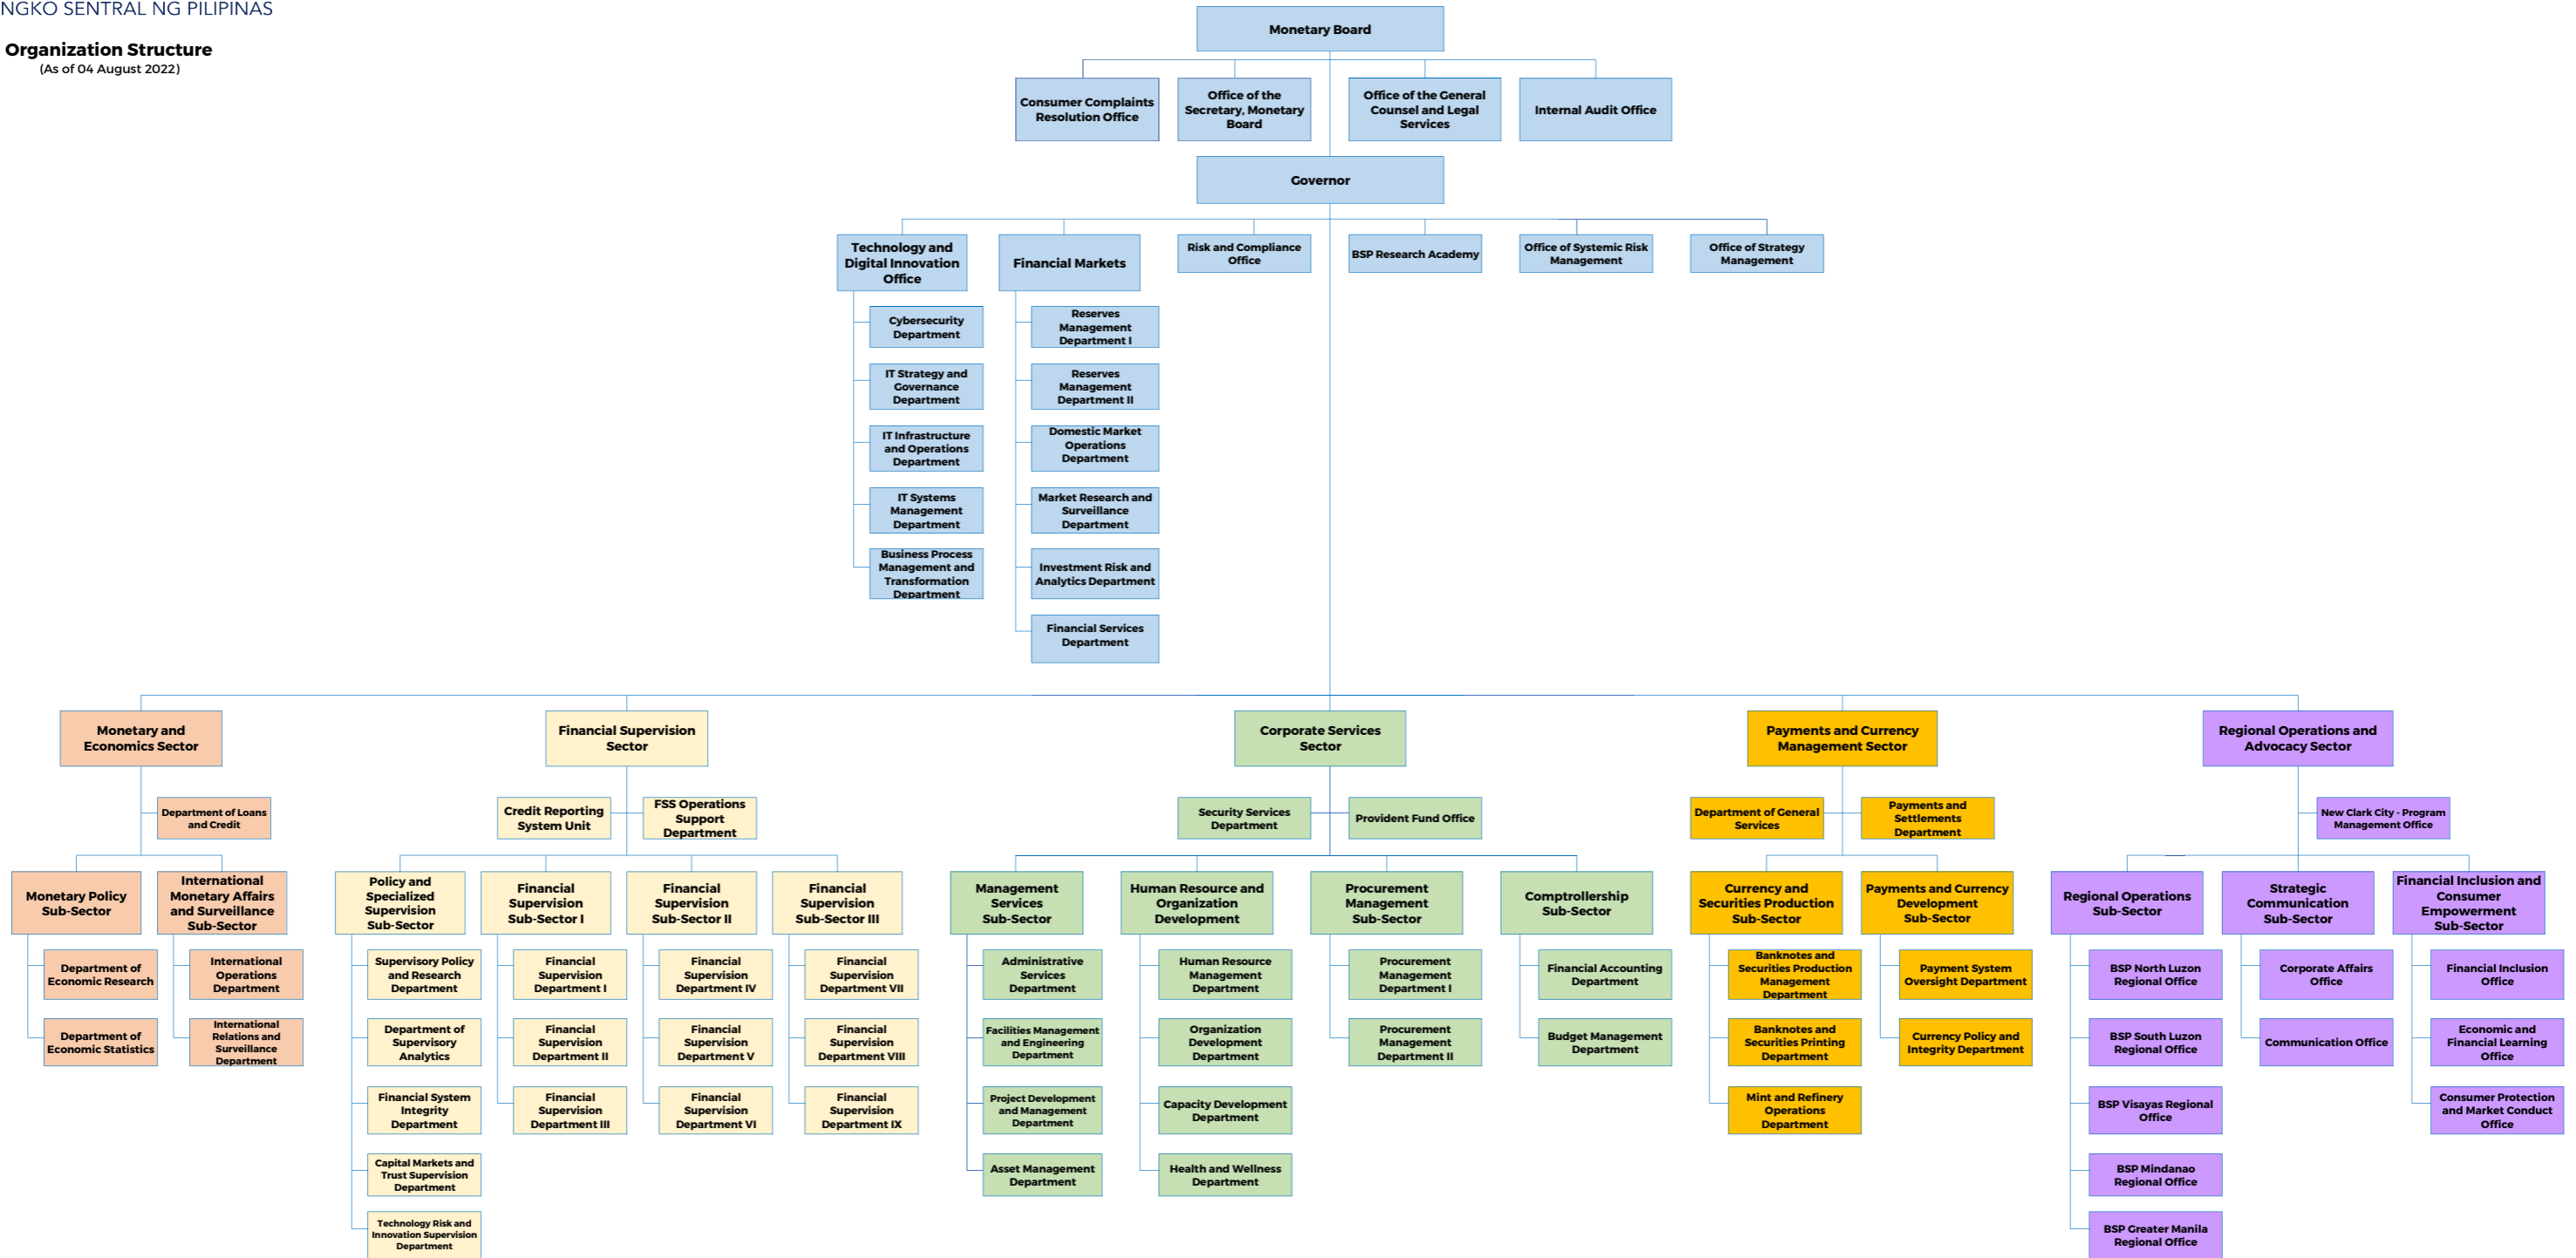 NGKO SENTRAL NG PILIPINAS
Organization Structure
(As of 04 August 2022)
Monetary Board
Consumer Complaints
Resolution Office
Office of the
Secretary, Monetary
Board
Office of the General
Counsel and Legal
Services
Internal Audit Office
Governor
Technology and
Digital Innovation
Office
Financial Markets
Risk and Compliance
Office
BSP Research Academy
Office of Systemic Risk
Management
Office of Strategy
Management
Cybersecurity
Department
IT Strategy and
Governance
Department
IT Infrastructure
and Operations
Department
IT Systems
Management
Department
Business Process
Management and
Transformation
Department
Reserves
Management
Department I
Reserves
Management
Department II
Domestic Market
Operations
Department
Market Research and
Surveillance
Department
Investment Risk and
Analytics Department
Financial Services
Department
Monetary and
Economics Sector
Department of Loans
and Credit
Monetary Policy
Sub-Sector
Department of
Economic Research
Department of
Economic Statistics
International
Monetary Affairs
and Surveillance
Sub-Sector
International
Operations
Department
International
Relations and
Surveillance
Department
Financial Supervision
Sector
Credit Reporting
System Unit
FSS Operations
Support
Department
Policy and
Specialized
Supervision
Sub-Sector
Supervisory Policy
and Research
Department
Department of
Supervisory
Analytics
Financial System
Integrity
Department
Capital Markets and
Trust Supervision
Department
Technology Risk and
Innovation Supervision
Department
Financial
Supervision
Sub-Sector I
Financial
Supervision
Department I
Financial
Supervision
Department II
Financial
Supervision
Department III
Financial
Supervision
Sub-Sector II
Financial
Supervision
Department IV
Financial
Supervision
Department V
Financial
Supervision
Department VI
Financial
Supervision
Sub-Sector III
Financial
Supervision
Department VII
Financial
Supervision
Department VIII
Financial
Supervision
Department IX
Corporate Services
Sector
Security Services
Department
Provident Fund Office
Management
Services
Sub-Sector
Administrative
Services
Department
Facilities Management
and Engineering
Department
Project Development
and Management
Department
Asset Management
Department
Human Resource and
Organization
Development
Human Resource
Management
Department
Organization
Development
Department
Capacity Development
Department
Health and Wellness
Department
Procurement
Management
Sub-Sector
Procurement
Management
Department I
Procurement
Management
Department II
Comptrollership
Sub-Sector
Financial Accounting
Department
Budget Management
Department
Payments and Currency
Management Sector
Department of General
Services
Payments and
Settlements
Department
Currency and
Securities Production
Sub-Sector
Banknotes and
Securities Production
Management
Department
Banknotes and
Securities Printing
Department
Mint and Refinery
Operations
Department
Payments and Currency
Development
Sub-Sector
Payment System
Oversight Department
Currency Policy and
Integrity Department
Regional Operations and
Advocacy Sector
New Clark City - Program
Management Office
Regional Operations
Sub-Sector
BSP North Luzon
Regional Office
BSP South Luzon
Regional Office
BSP Visayas Regional
Office
BSP Mindanao
Regional Office
BSP Greater Manila
Regional Office
Strategic
Communication
Sub-Sector
Corporate Affairs
Office
Communication Office
Financial Inclusion and
Consumer
Empowerment
Sub-Sector
Financial Inclusion
Office
Economic and
Financial Learning
Office
Consumer Protection
and Market Conduct
Office